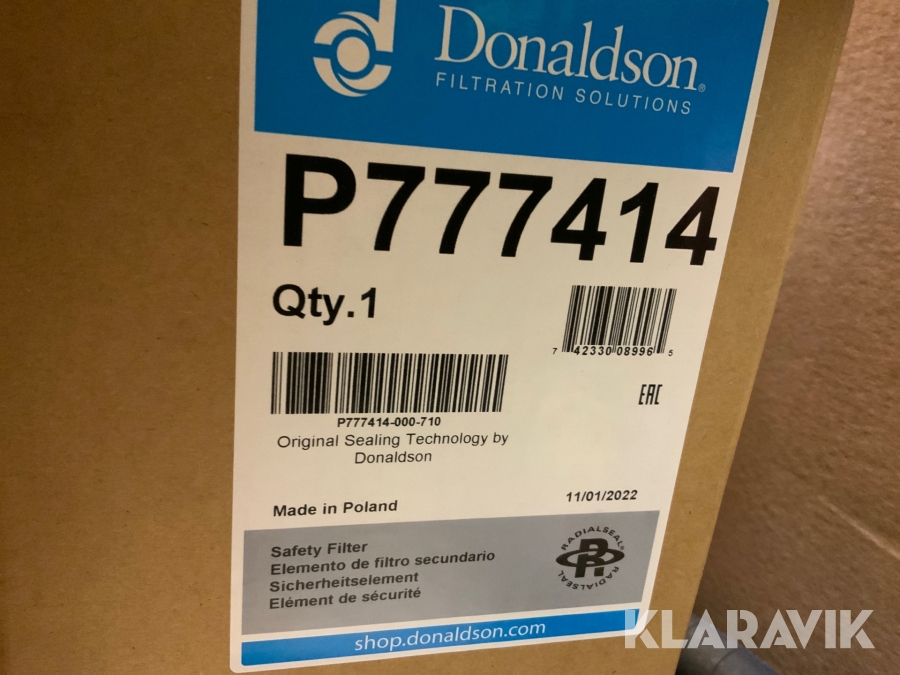 Donaldson®
FILTRATION SOLUTIONS
P777414
Qty.1
7 42330 08996 5
P777414-000-710
EAC
Original Sealing Technology by
Donaldson
Made in Poland
11/01/2022
Safety Filter
Elemento de filtro secundario
Sicherheitselement
Elément de sécurité
RADIALSEAL®
RADIALSEAL
shop.donaldson.com
KLARAVIK